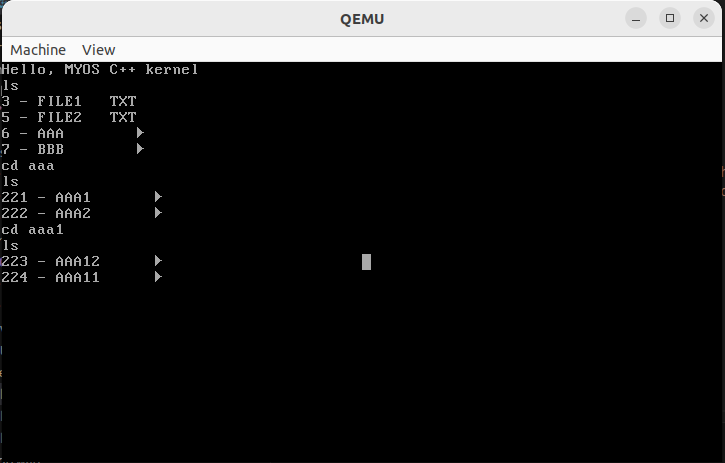 QEMU
Machine View
Hello, MYOS C++ kernel
ls
3 - FILE1   TXT
5 - FILE2   TXT
6 - AAA        ►
7 - BBB        ►
cd aaa
ls
221 - AAA1       ►
222 - AAA2       ►
cd aaa1
ls
223 - AAA12      ►
224 - AAA11      ►